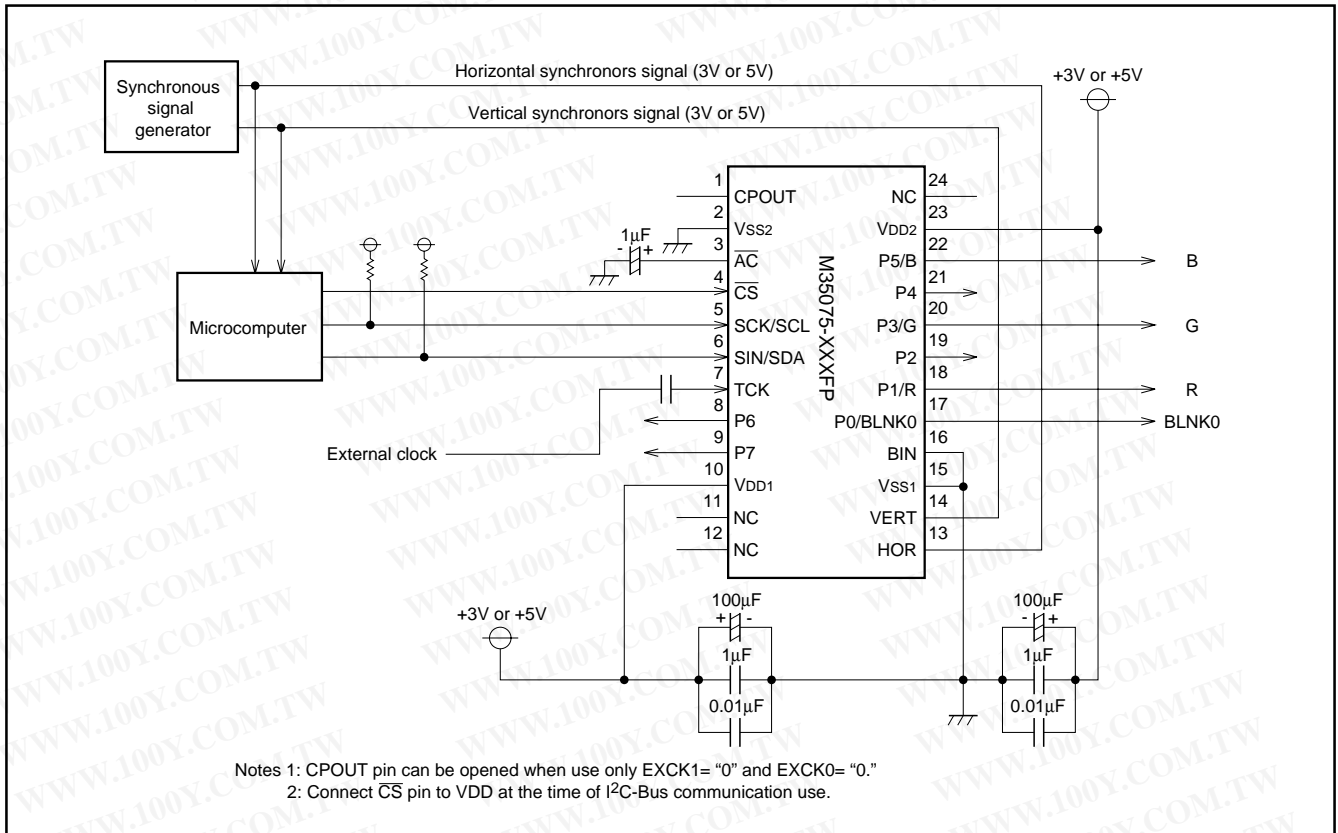 Synchronous
signal
generator
Horizontal synchronors signal (3V or 5V)
Vertical synchronors signal (3V or 5V)
+3V or +5V
Microcomputer
External clock
1µF
- +
M35075-XXXFP
1 CPOUT
2 VSS2
3 AC
4 CS
5 SCK/SCL
6 SIN/SDA
7 TCK
8 P6
9 P7
10 VDD1
11 NC
12 NC
24 NC
23 VDD2
22 P5/B
21 P4
20 P3/G
19 P2
18 P1/R
17 P0/BLNK0
16 BIN
15 VSS1
14 VERT
13 HOR
B
G
R
BLNK0
+3V or +5V
100µF
+ -
1µF
0.01µF
100µF
- +
1µF
0.01µF
Notes 1: CPOUT pin can be opened when use only EXCK1= “0” and EXCK0= “0.”
2: Connect CS pin to VDD at the time of I2C-Bus communication use.
WWW.100Y.COM.TW